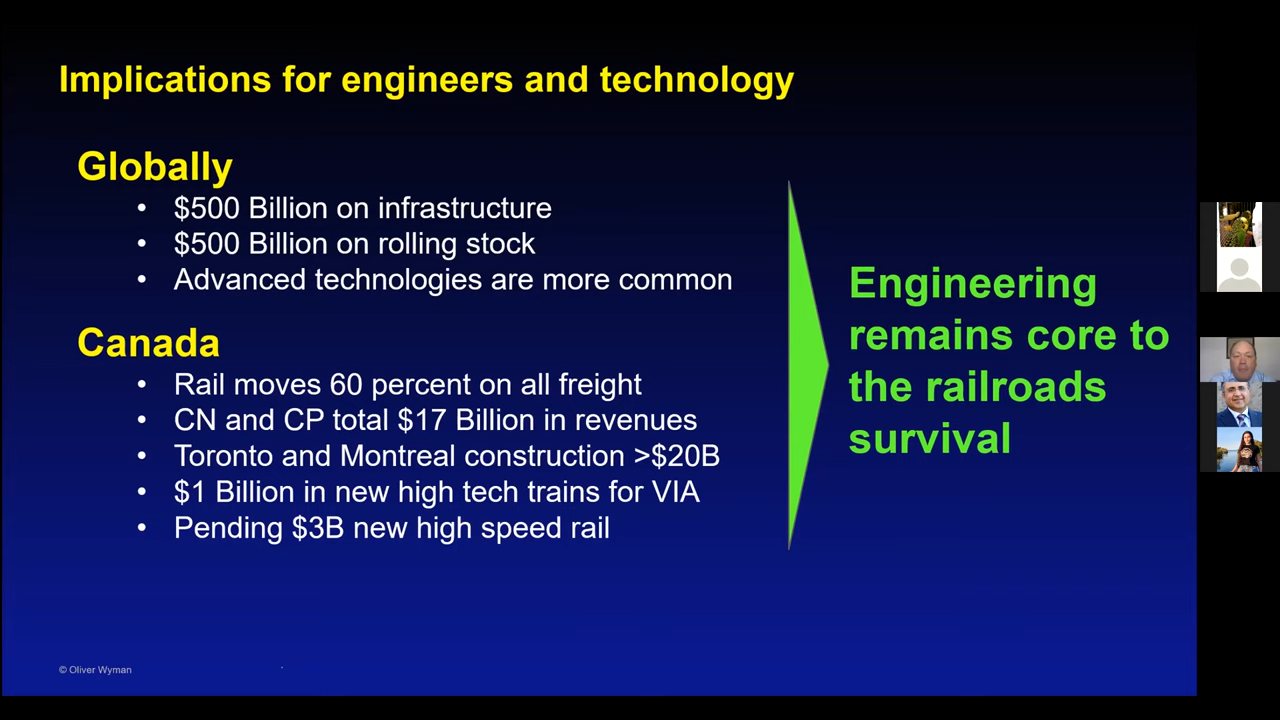 Implications for engineers and technology
Globally
• $500 Billion on infrastructure
• $500 Billion on rolling stock
• Advanced technologies are more common
Canada
• Rail moves 60 percent on all freight
• CN and CP total $17 Billion in revenues
• Toronto and Montreal construction >$20B
• $1 Billion in new high tech trains for VIA
• Pending $3B new high speed rail
Engineering
remains core to
the railroads
survival
© Oliver Wyman